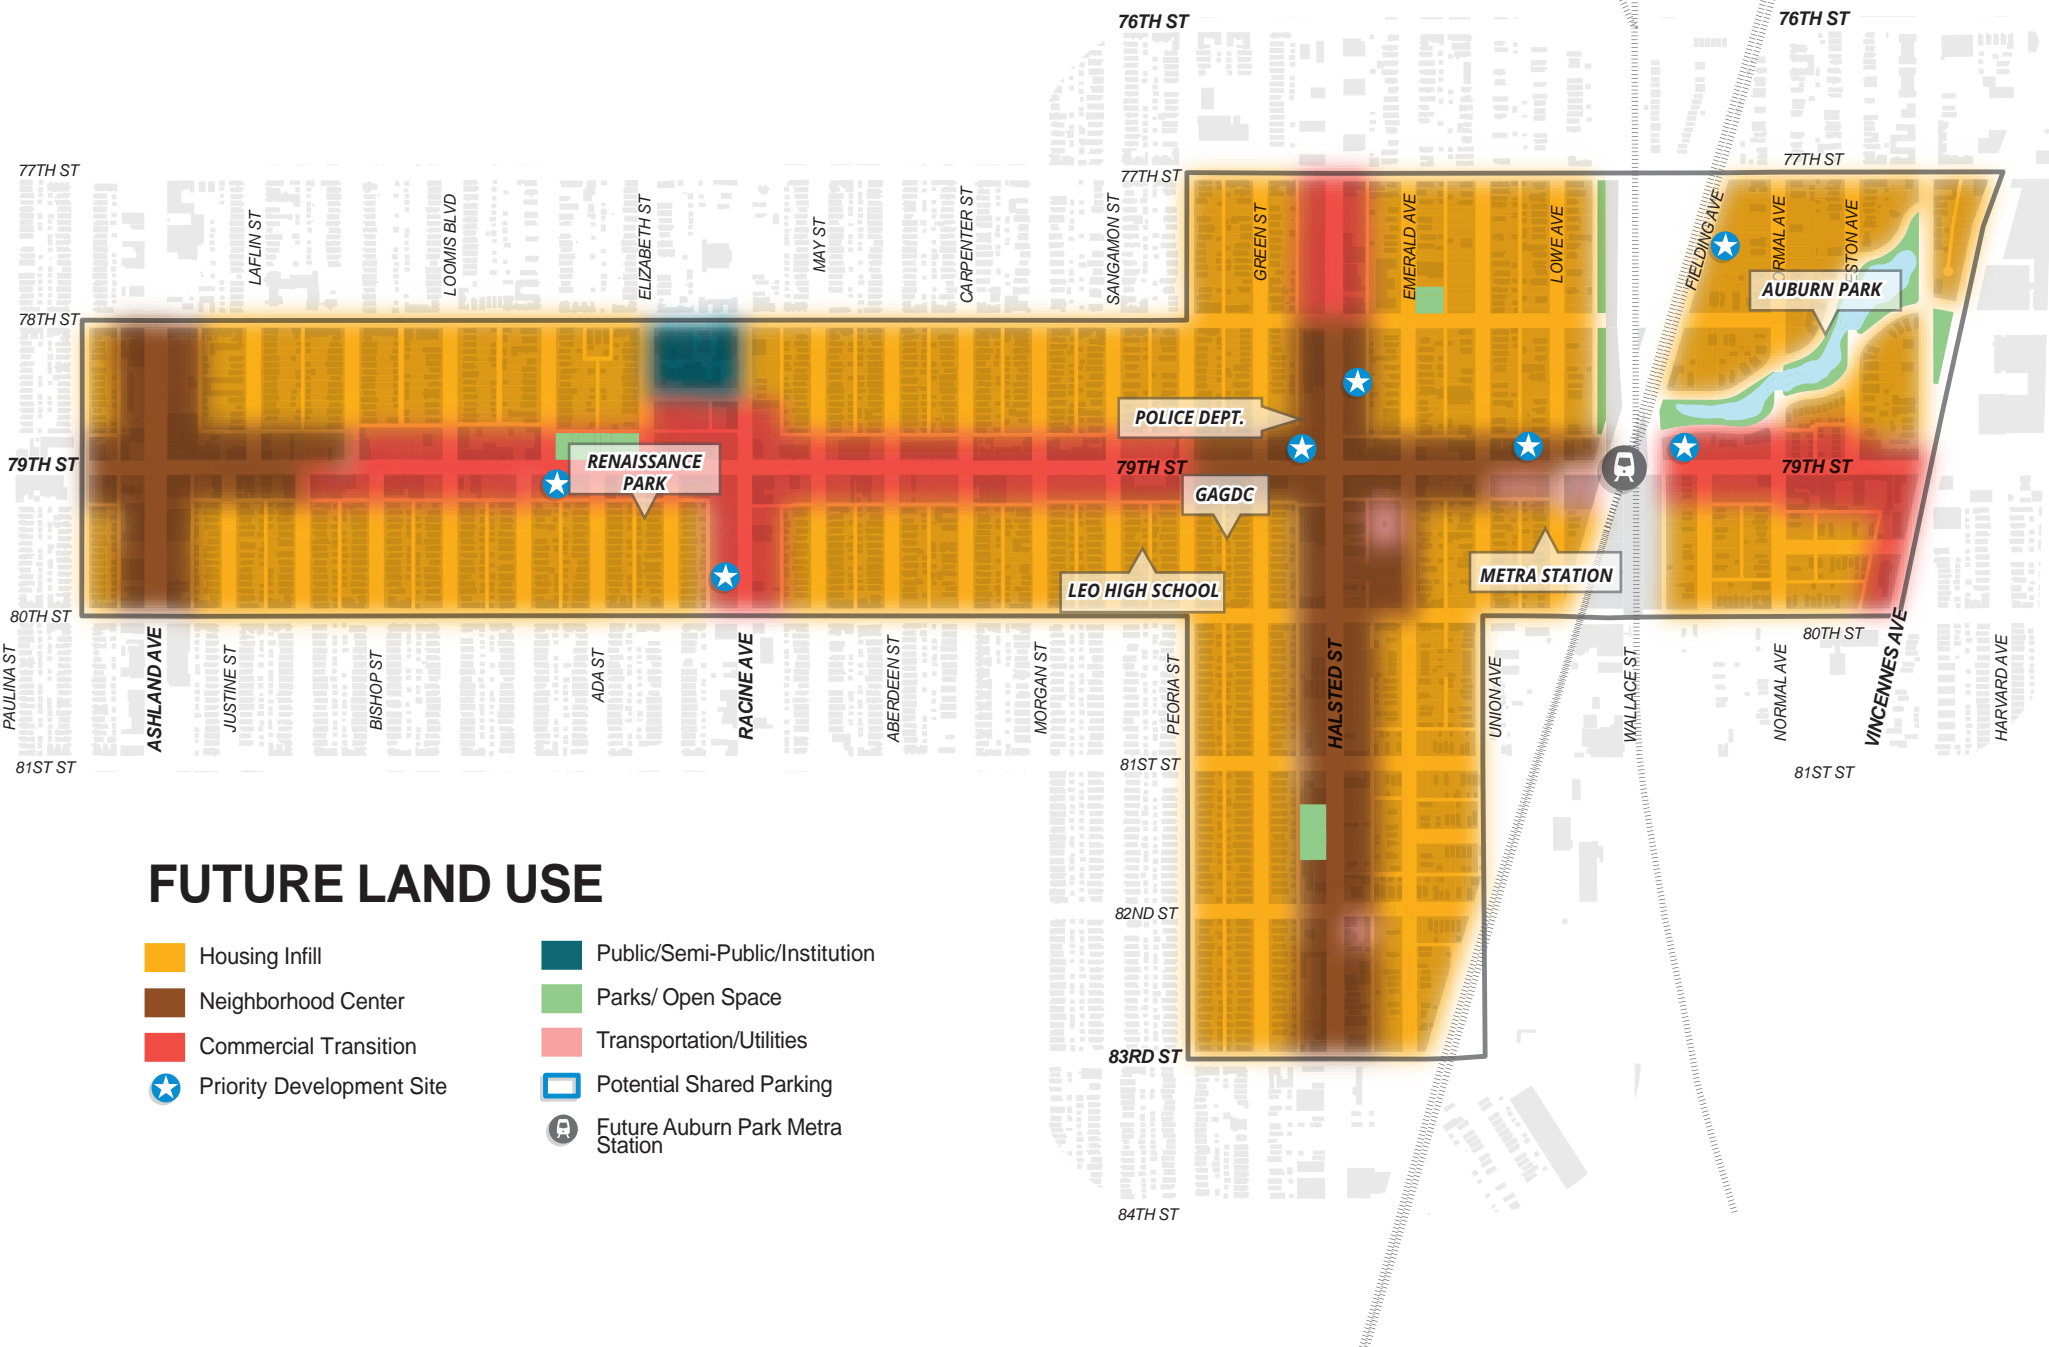 76TH ST
76TH ST
77TH ST
77TH ST
77TH ST
LAFLIN ST
LOOMIS BLVD
ELIZABETH ST
MAY ST
CARPENTER ST
SANGAMON ST
GREEN ST
EMERALD AVE
LOWE AVE
FIELDING AVE
ORMAL AVE
ESTON AVE
AUBURN PARK
78TH ST
POLICE DEPT.
79TH ST
RENAISSANCE
PARK
79TH ST
79TH ST
GAGDC
METRA STATION
LEO HIGH SCHOOL
80TH ST
80TH ST
PAULINA ST
ASHLAND AVE
JUSTINE ST
BISHOP ST
ADA ST
RACINE AVE
ABERDEEN ST
MORGAN ST
PEORIA ST
HALSTED ST
UNION AVE
WALLACE ST
NORMAL AVE
VINCENNES AVE
HARVARD AVE
81ST ST
81ST ST
81ST ST
82ND ST
83RD ST
84TH ST
FUTURE LAND USE
Housing Infill
Neighborhood Center
Commercial Transition
Priority Development Site
Public/Semi-Public/Institution
Parks/ Open Space
Transportation/Utilities
Potential Shared Parking
Future Auburn Park Metra
Station